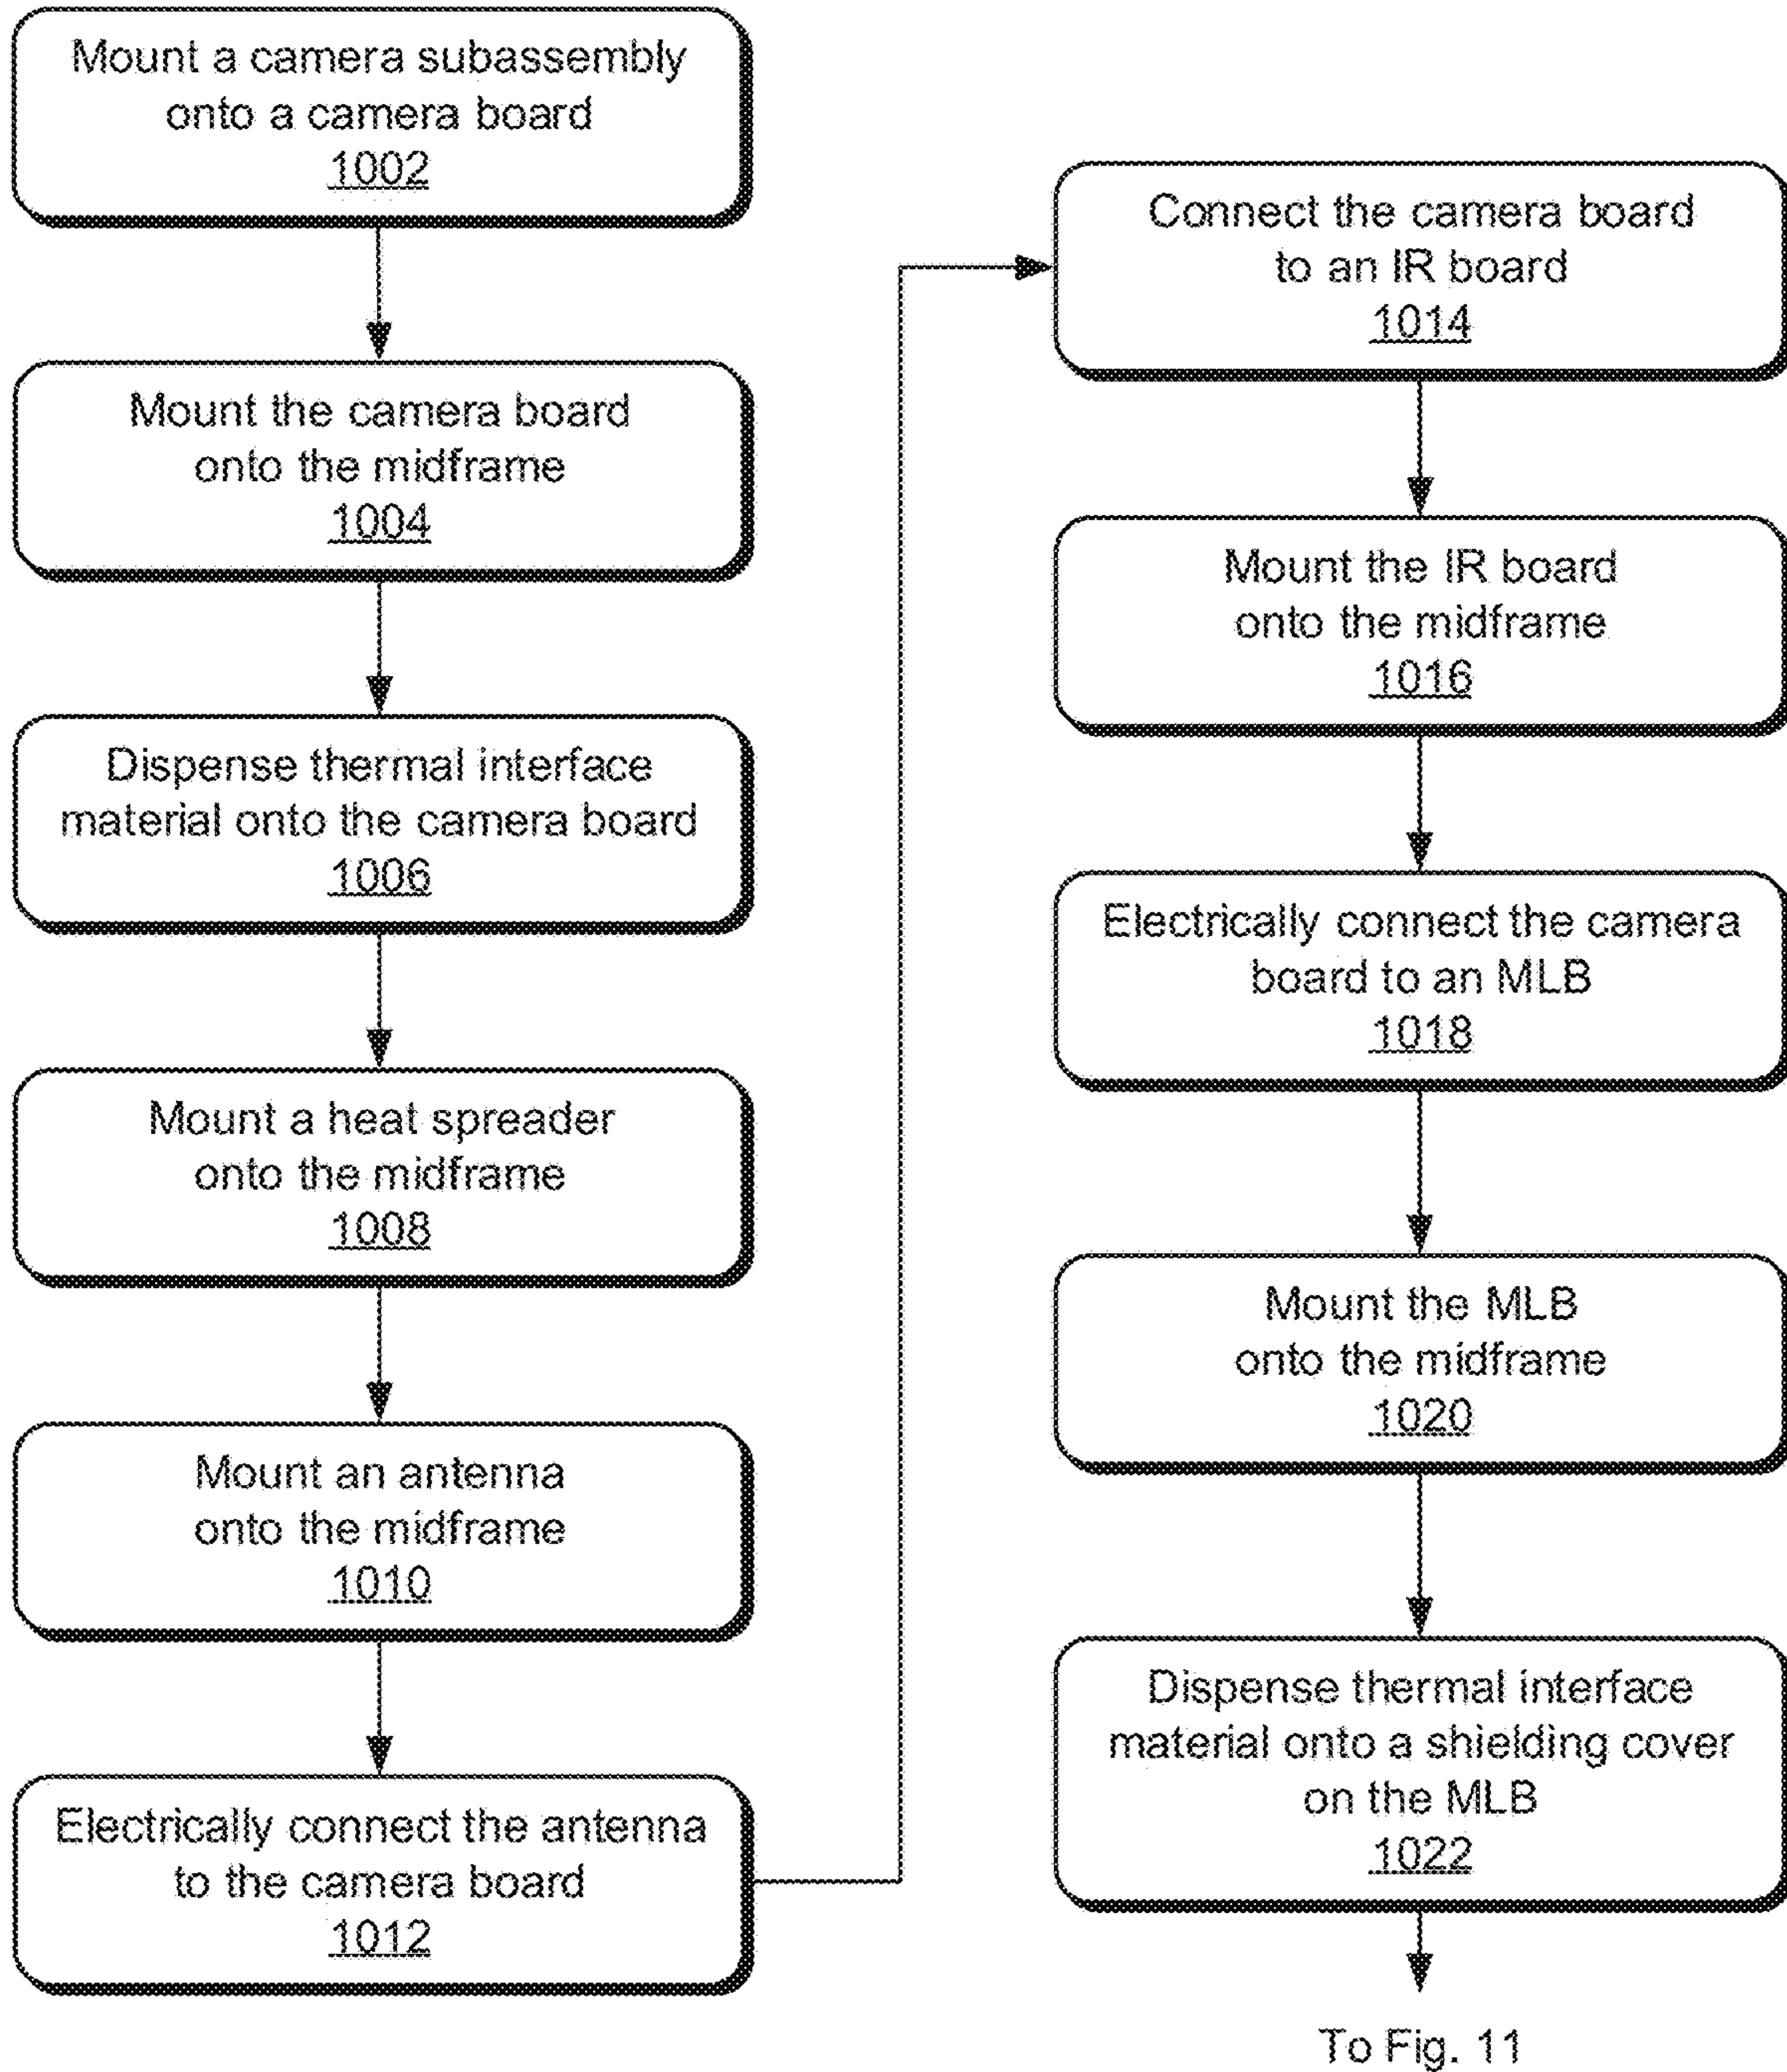 Mount a camera subassembly
onto a camera board
1002
Mount the camera board
onto the midframe
1004
Dispense thermal interface
material onto the camera board
1006
Mount a heat spreader
onto the midframe
1008
Mount an antenna
onto the midframe
1010
Electrically connect the antenna
to the camera board
1012
Connect the camera board
to an IR board
1014
Mount the IR board
onto the midframe
1016
Electrically connect the camera
board to an MLB
1018
Mount the MLB
onto the midframe
1020
Dispense thermal interface
material onto a shielding cover
on the MLB
1022
To Fig. 11